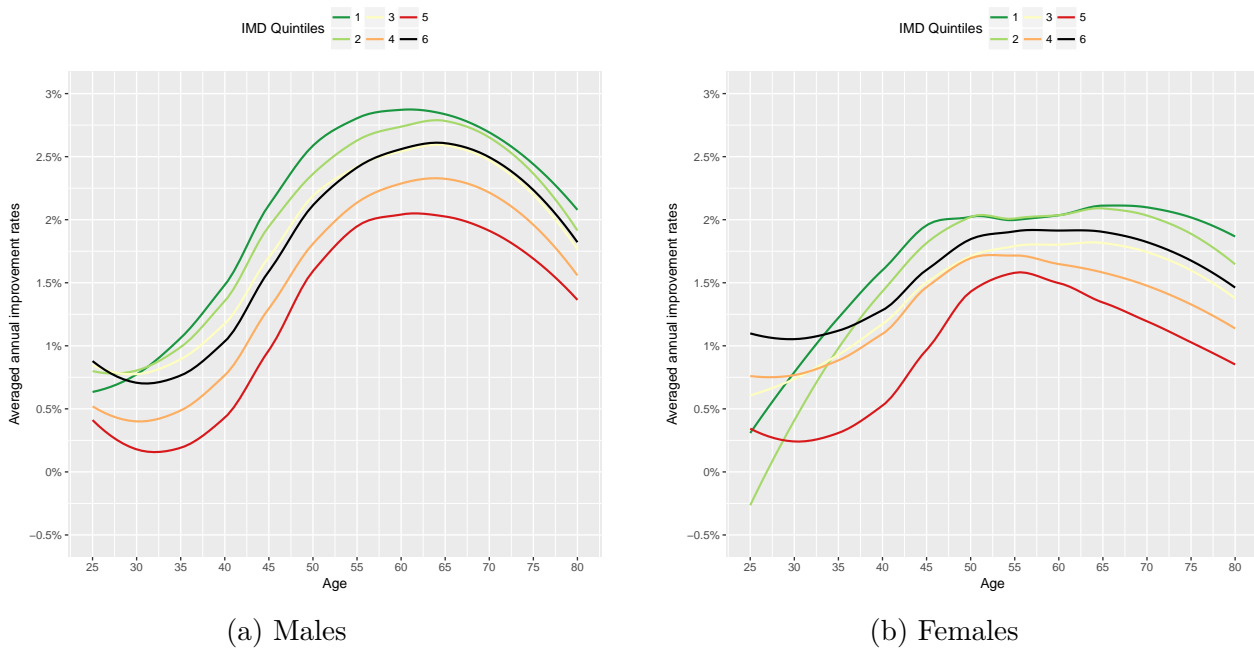 IMD Quintiles 1 3 5
2 4 6
Averaged annual improvement rates
3%
2.5%
2%
1.5%
1%
0.5%
0%
−0.5%
25 30 35 40 45 50 55 60 65 70 75 80
Age
(a) Males
IMD Quintiles 1 3 5
2 4 6
Averaged annual improvement rates
3%
2.5%
2%
1.5%
1%
0.5%
0%
−0.5%
25 30 35 40 45 50 55 60 65 70 75 80
Age
(b) Females